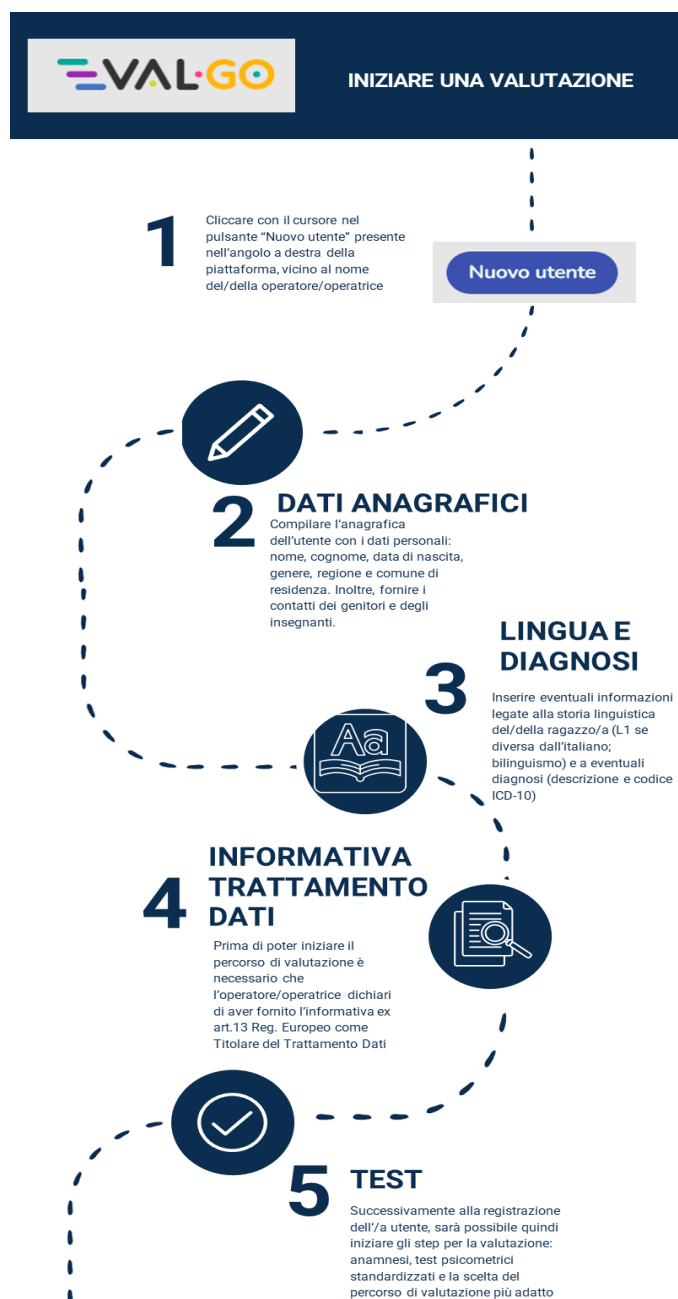 EVAL·GO
INIZIARE UNA VALUTAZIONE
1
Cliccare con il cursore nel
pulsante “Nuovo utente” presente
nell’angolo a destra della
piattaforma, vicino al nome
del/della operatore/operatrice
Nuovo utente
2
DATI ANAGRAFICI
Compilare l’anagrafica
dell’utente con i dati personali:
nome, cognome, data di nascita,
genere, regione e comune di
residenza. Inoltre, fornire i
contatti dei genitori e degli
insegnanti.
3
LINGUA E
DIAGNOSI
Inserire eventuali informazioni
legate alla storia linguistica
del/della ragazzo/a (L1 se
diversa dall’italiano;
bilinguismo) e a eventuali
diagnosi (descrizione e codice
ICD-10)
Aa
4
INFORMATIVA
TRATTAMENTO
DATI
Prima di poter iniziare il
percorso di valutazione è
necessario che
l’operatore/operatrice dichiari
di aver fornito l’informativa ex
art.13 Reg. Europeo come
Titolare del Trattamento Dati
5
TEST
Successivamente alla registrazione
dell’/a utente, sarà possibile quindi
iniziare gli step per la valutazione:
anamnesi, test psicometrici
standardizzati e la scelta del
percorso di valutazione più adatto